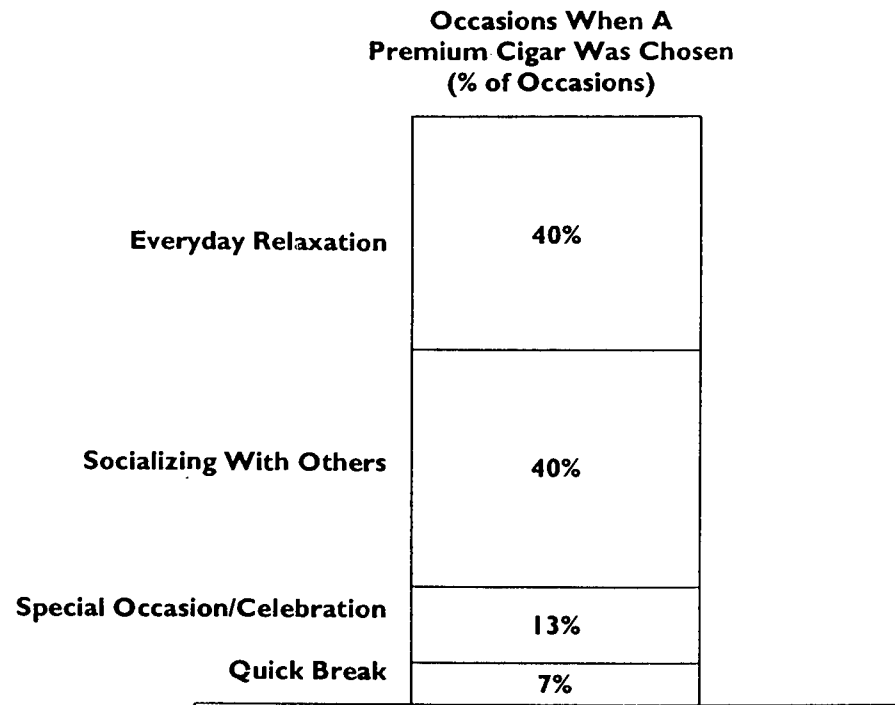 Occasions When A
Premium Cigar Was Chosen
(% of Occasions)
Everyday Relaxation 40%
Socializing With Others 40%
Special Occasion/Celebration 13%
Quick Break 7%